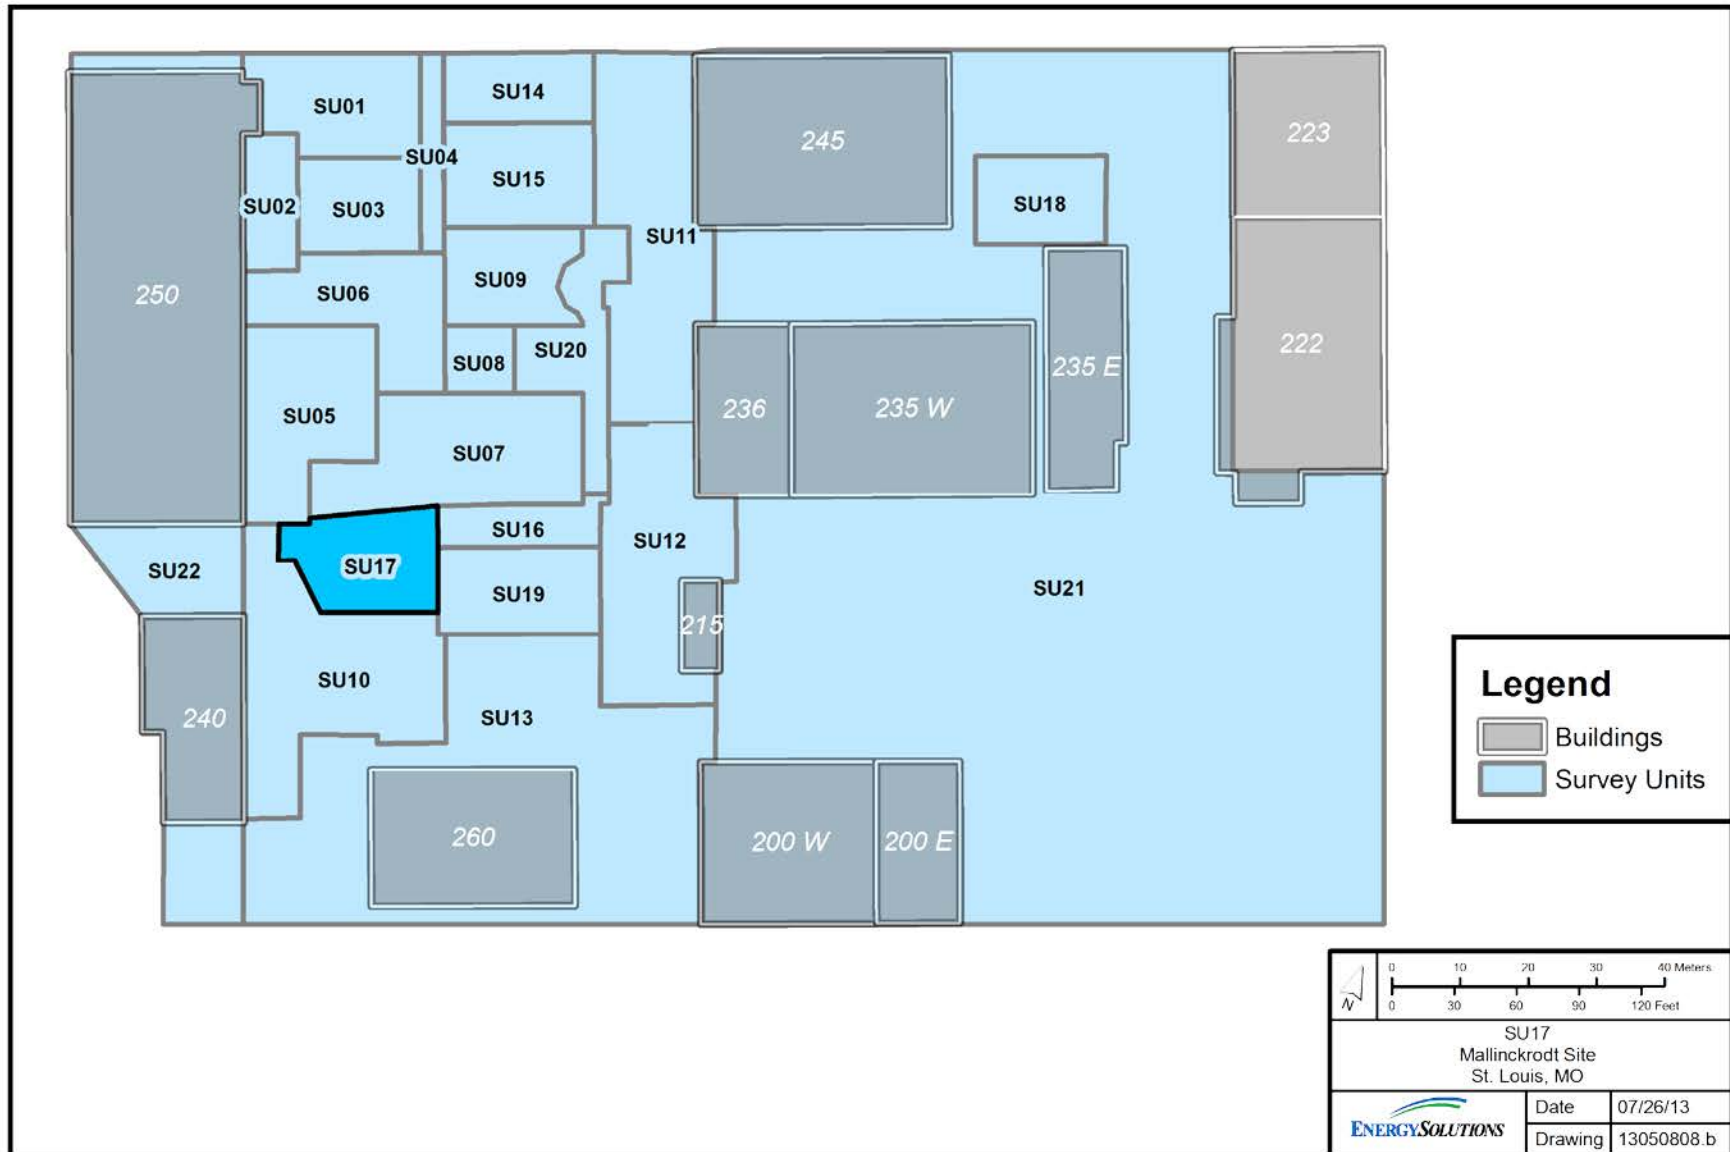 SU01
SU14
223
245
SU04
SU15
SU02
SU03
SU18
SU11
250
SU06
SU09
222
SU08
SU20
235 E
236
235 W
SU05
SU07
SU16
SU12
SU22
SU17
SU19
SU21
215
SU10
240
SU13
260
200 W
200 E
Legend
Buildings
Survey Units
N
0 10 20 30 40 Meters
0 30 60 90 120 Feet
SU17
Mallinckrodt Site
St. Louis, MO
ENERGYSOLUTIONS
Date 07/26/13
Drawing 13050808.b